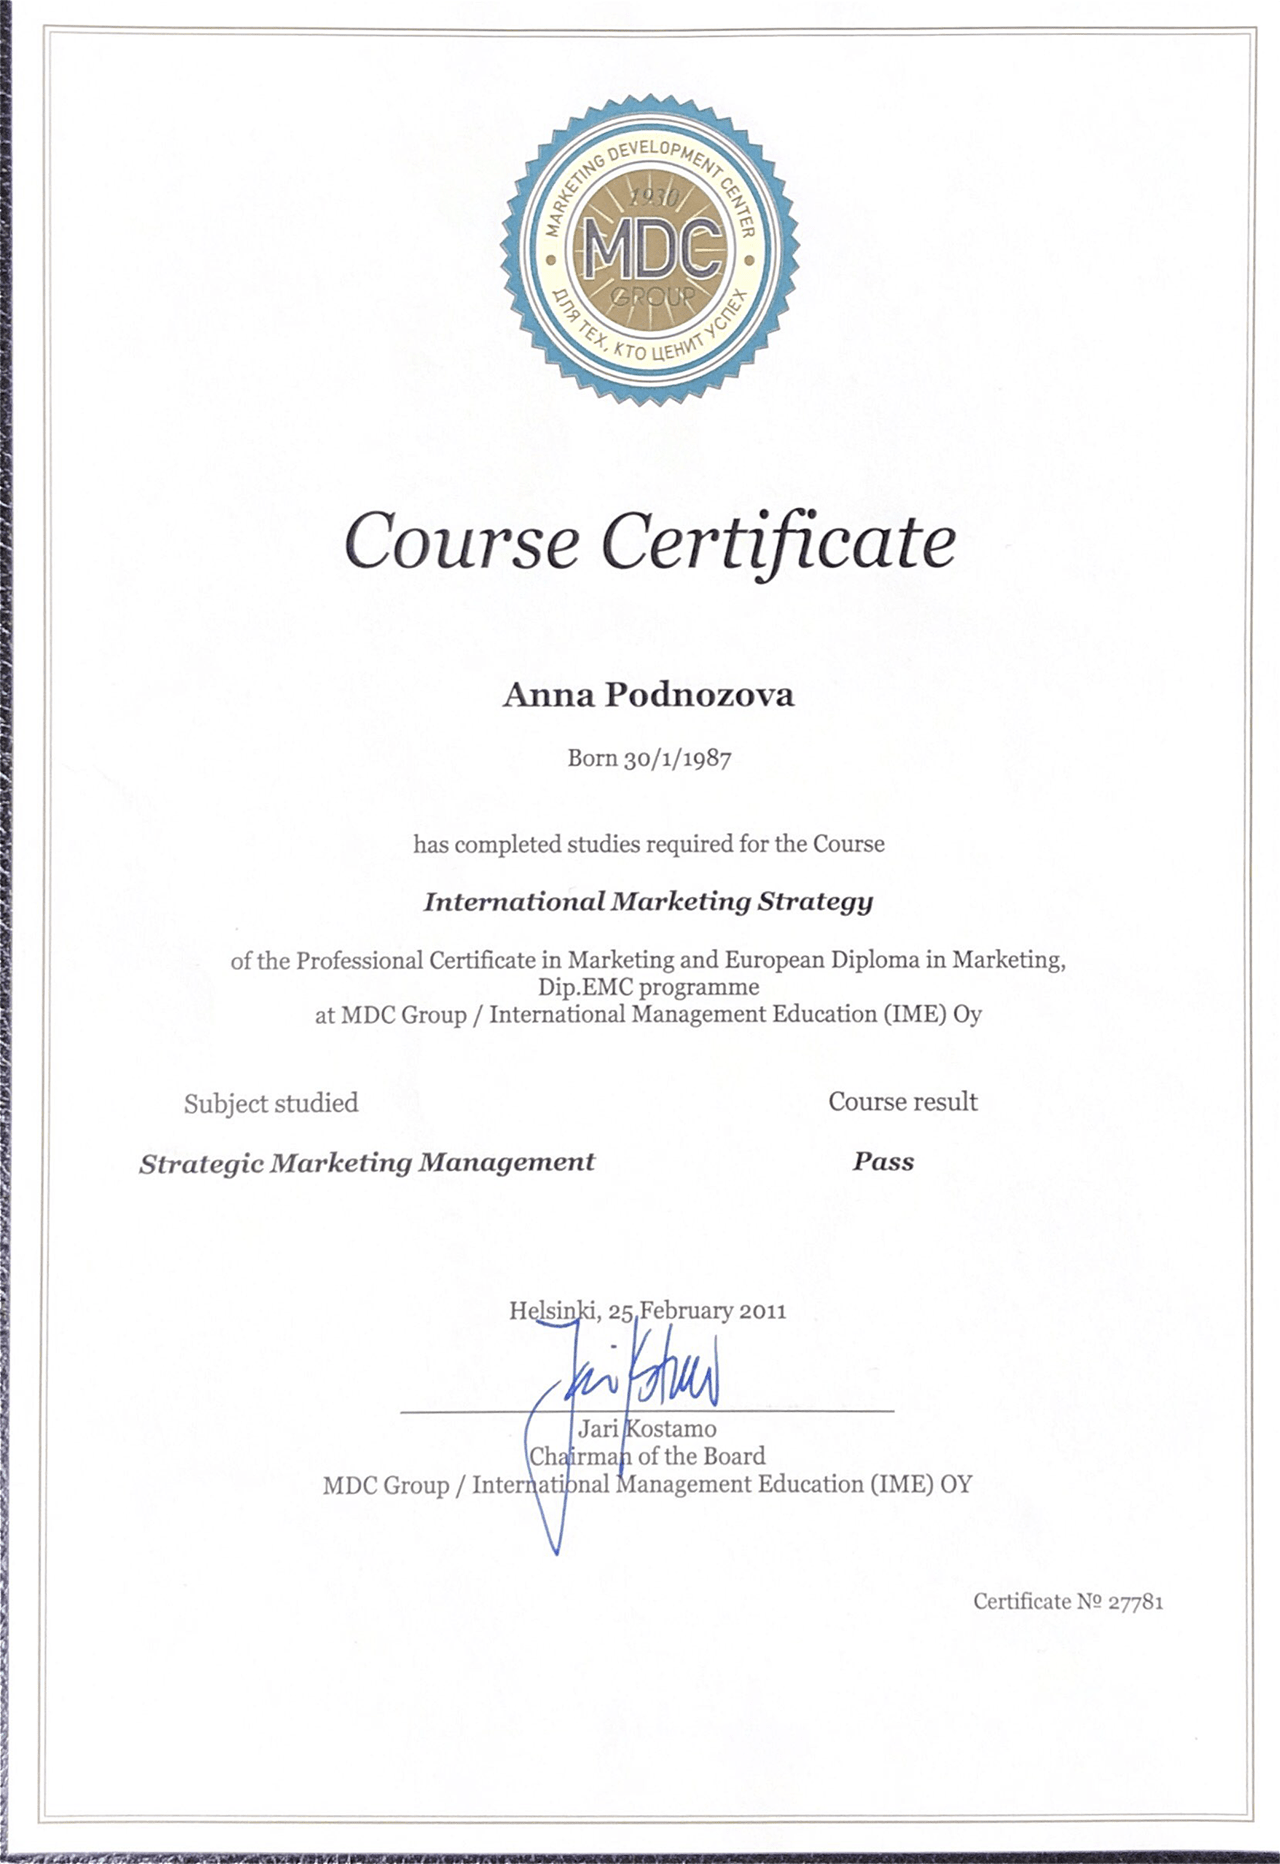 MARKETING DEVELOPMENT CENTER
1930
MDC
GROUP
ДЛЯ ТЕХ, КТО ЦЕНИТ УСПЕХ
Course Certificate
Anna Podnozova
Born 30/1/1987
has completed studies required for the Course
International Marketing Strategy
of the Professional Certificate in Marketing and European Diploma in Marketing,
Dip.EMC programme
at MDC Group / International Management Education (IME) Oy
Subject studied Course result
Strategic Marketing Management Pass
Helsinki, 25 February 2011
Jari Kostamo
Chairman of the Board
MDC Group / International Management Education (IME) OY
Certificate Nº 27781